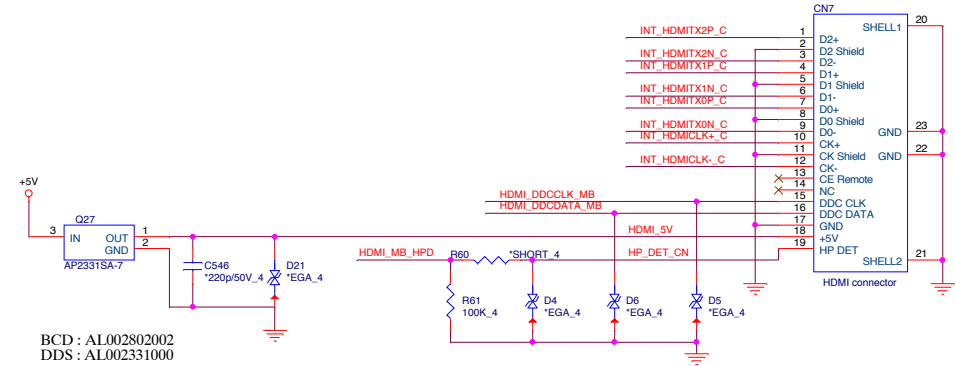 CN7
INT_HDMITX2P_C
1
D2+
SHELL1
20
2
D2 Shield
INT_HDMITX2N_C
3
D2-
INT_HDMITX1P_C
4
D1+
5
D1 Shield
INT_HDMITX1N_C
6
D1-
INT_HDMITX0P_C
7
D0+
8
D0 Shield
INT_HDMITX0N_C
9
D0-
GND
23
INT_HDMICLK+_C
10
CK+
11
CK Shield
GND
22
INT_HDMICLK-_C
12
CK-
13
CE Remote
14
NC
HDMI_DDCCLK_MB
15
DDC CLK
HDMI_DDCDATA_MB
16
DDC DATA
17
GND
HDMI_5V
18
+5V
19
HP DET
SHELL2
21
HDMI connector
+5V
Q27
3
IN
OUT
1
GND
2
AP2331SA-7
C546
*220p/50V_4
D21
*EGA_4
HDMI_MB_HPD
R60
*SHORT_4
HP_DET_CN
R61
100K_4
D4
*EGA_4
D6
*EGA_4
D5
*EGA_4
BCD : AL002802002
DDS : AL002331000